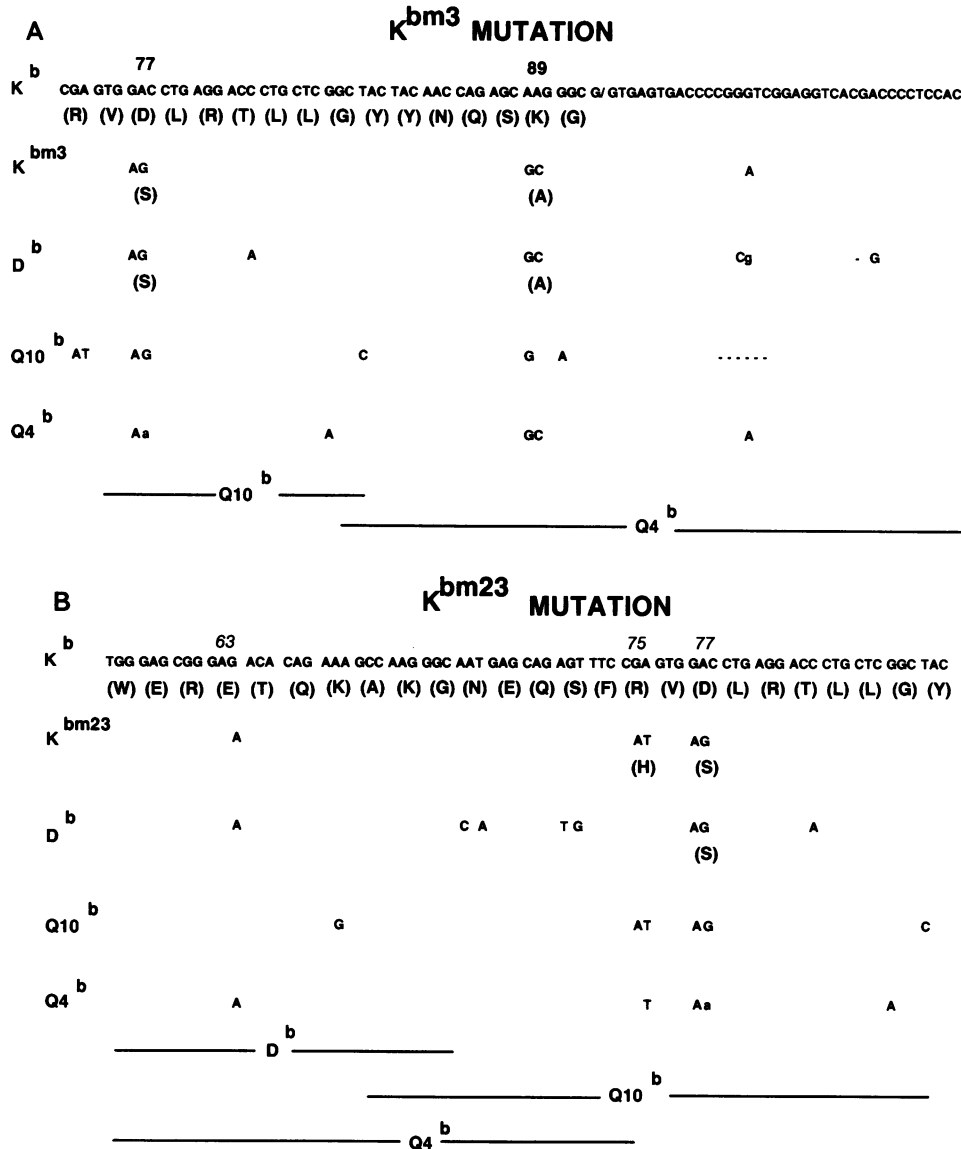 A K^bm3 MUTATION
77 89
K^b CGA GTG GAC CTG AGG ACC CTG CTC GGC TAC TAC AAC CAG AGC AAG GGC G/ GTGAGTGACCCCGGGTCGGAGGTCACGACCCCTCCAC
(R) (V) (D) (L) (R) (T) (L) (L) (G) (Y) (Y) (N) (Q) (S) (K) (G)
K^bm3 AG GC A
(S) (A)
D^b AG A GC Cg - G
(S) (A)
Q10^b AT AG C G A ------
Q4^b Aa A GC A
Q10^b
Q4^b
B K^bm23 MUTATION
63 75 77
K^b TGG GAG CGG GAG ACA CAG AAA GCC AAG GGC AAT GAG CAG AGT TTC CGA GTG GAC CTG AGG ACC CTG CTC GGC TAC
(W) (E) (R) (E) (T) (Q) (K) (A) (K) (G) (N) (E) (Q) (S) (F) (R) (V) (D) (L) (R) (T) (L) (L) (G) (Y)
K^bm23 A AT AG
(H) (S)
D^b A C A T G AG A
(S)
Q10^b G AT AG C
Q4^b A T Aa A
D^b
Q10^b
Q4^b